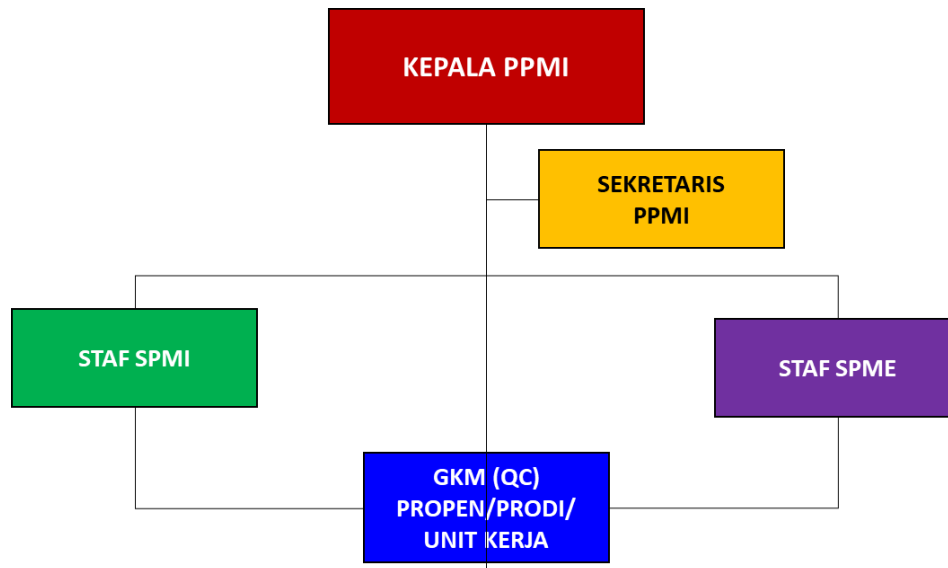 KEPALA PPMI
SEKRETARIS
PPMI
STAF SPMI
STAF SPME
GKM (QC)
PROPEN/PRODI/
UNIT KERJA